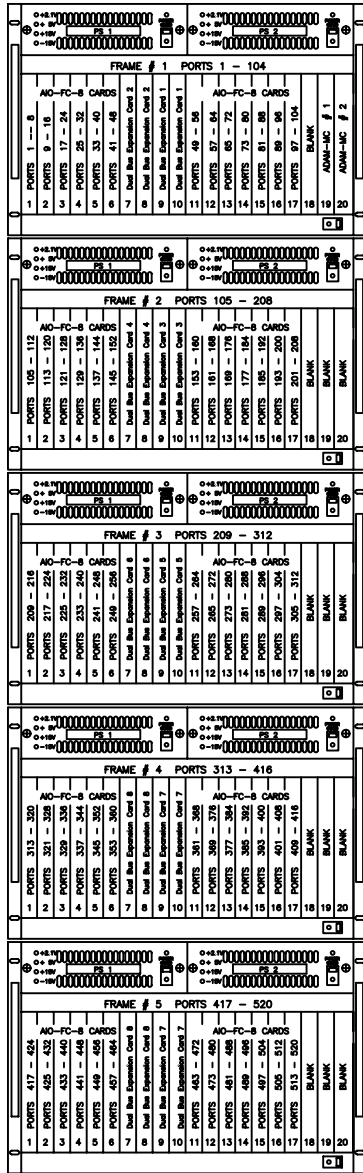 +2.1V +2.1V
+ 5V + 5V
+15V PS 1 +15V PS 2
-15V -15V
FRAME # 1 PORTS 1 - 104
AIO-FC-8 CARDS AIO-FC-8 CARDS
PORTS 1 --- 8
PORTS 9 - 16
PORTS 17 - 24
PORTS 25 - 32
PORTS 33 - 40
PORTS 41 - 48
Dual Bus Expansion Card 2
Dual Bus Expansion Card 2
Dual Bus Expansion Card 1
Dual Bus Expansion Card 1
PORTS 49 - 56
PORTS 57 - 64
PORTS 65 - 72
PORTS 73 - 80
PORTS 81 - 88
PORTS 89 - 96
PORTS 97 - 104
BLANK
ADAM-MC # 1
ADAM-MC # 2
1 2 3 4 5 6 7 8 9 10 11 12 13 14 15 16 17 18 19 20
+2.1V +2.1V
+ 5V + 5V
+15V PS 1 +15V PS 2
-15V -15V
FRAME # 2 PORTS 105 - 208
AIO-FC-8 CARDS AIO-FC-8 CARDS
PORTS 105 - 112
PORTS 113 - 120
PORTS 121 - 128
PORTS 129 - 136
PORTS 137 - 144
PORTS 145 - 152
Dual Bus Expansion Card 4
Dual Bus Expansion Card 4
Dual Bus Expansion Card 3
Dual Bus Expansion Card 3
PORTS 153 - 160
PORTS 161 - 168
PORTS 169 - 176
PORTS 177 - 184
PORTS 185 - 192
PORTS 193 - 200
PORTS 201 - 208
BLANK
BLANK
BLANK
1 2 3 4 5 6 7 8 9 10 11 12 13 14 15 16 17 18 19 20
+2.1V +2.1V
+ 5V + 5V
+15V PS 1 +15V PS 2
-15V -15V
FRAME # 3 PORTS 209 - 312
AIO-FC-8 CARDS AIO-FC-8 CARDS
PORTS 209 - 216
PORTS 217 - 224
PORTS 225 - 232
PORTS 233 - 240
PORTS 241 - 248
PORTS 249 - 256
Dual Bus Expansion Card 6
Dual Bus Expansion Card 6
Dual Bus Expansion Card 5
Dual Bus Expansion Card 5
PORTS 257 - 264
PORTS 265 - 272
PORTS 273 - 280
PORTS 281 - 288
PORTS 289 - 296
PORTS 297 - 304
PORTS 305 - 312
BLANK
BLANK
BLANK
1 2 3 4 5 6 7 8 9 10 11 12 13 14 15 16 17 18 19 20
+2.1V +2.1V
+ 5V + 5V
+15V PS 1 +15V PS 2
-15V -15V
FRAME # 4 PORTS 313 - 416
AIO-FC-8 CARDS AIO-FC-8 CARDS
PORTS 313 - 320
PORTS 321 - 328
PORTS 329 - 336
PORTS 337 - 344
PORTS 345 - 352
PORTS 353 - 360
Dual Bus Expansion Card 8
Dual Bus Expansion Card 8
Dual Bus Expansion Card 7
Dual Bus Expansion Card 7
PORTS 361 - 368
PORTS 369 - 376
PORTS 377 - 384
PORTS 385 - 392
PORTS 393 - 400
PORTS 401 - 408
PORTS 409 - 416
BLANK
BLANK
BLANK
1 2 3 4 5 6 7 8 9 10 11 12 13 14 15 16 17 18 19 20
+2.1V +2.1V
+ 5V + 5V
+15V PS 1 +15V PS 2
-15V -15V
FRAME # 5 PORTS 417 - 520
AIO-FC-8 CARDS AIO-FC-8 CARDS
PORTS 417 - 424
PORTS 425 - 432
PORTS 433 - 440
PORTS 441 - 448
PORTS 449 - 456
PORTS 457 - 464
Dual Bus Expansion Card 8
Dual Bus Expansion Card 8
Dual Bus Expansion Card 7
Dual Bus Expansion Card 7
PORTS 463 - 472
PORTS 473 - 480
PORTS 481 - 488
PORTS 489 - 496
PORTS 497 - 504
PORTS 505 - 512
PORTS 513 - 520
BLANK
BLANK
BLANK
1 2 3 4 5 6 7 8 9 10 11 12 13 14 15 16 17 18 19 20